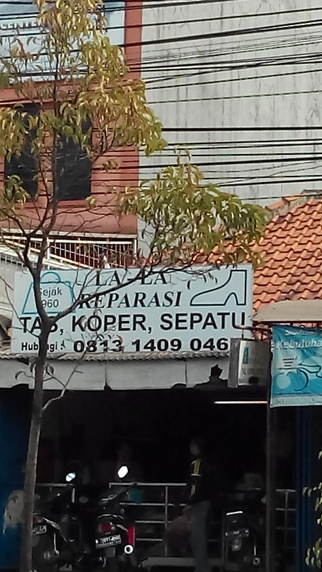 LA-LA
REPARASI
Sejak
1960
TAS, KOPER, SEPATU
Hubungi
0813 1409 046